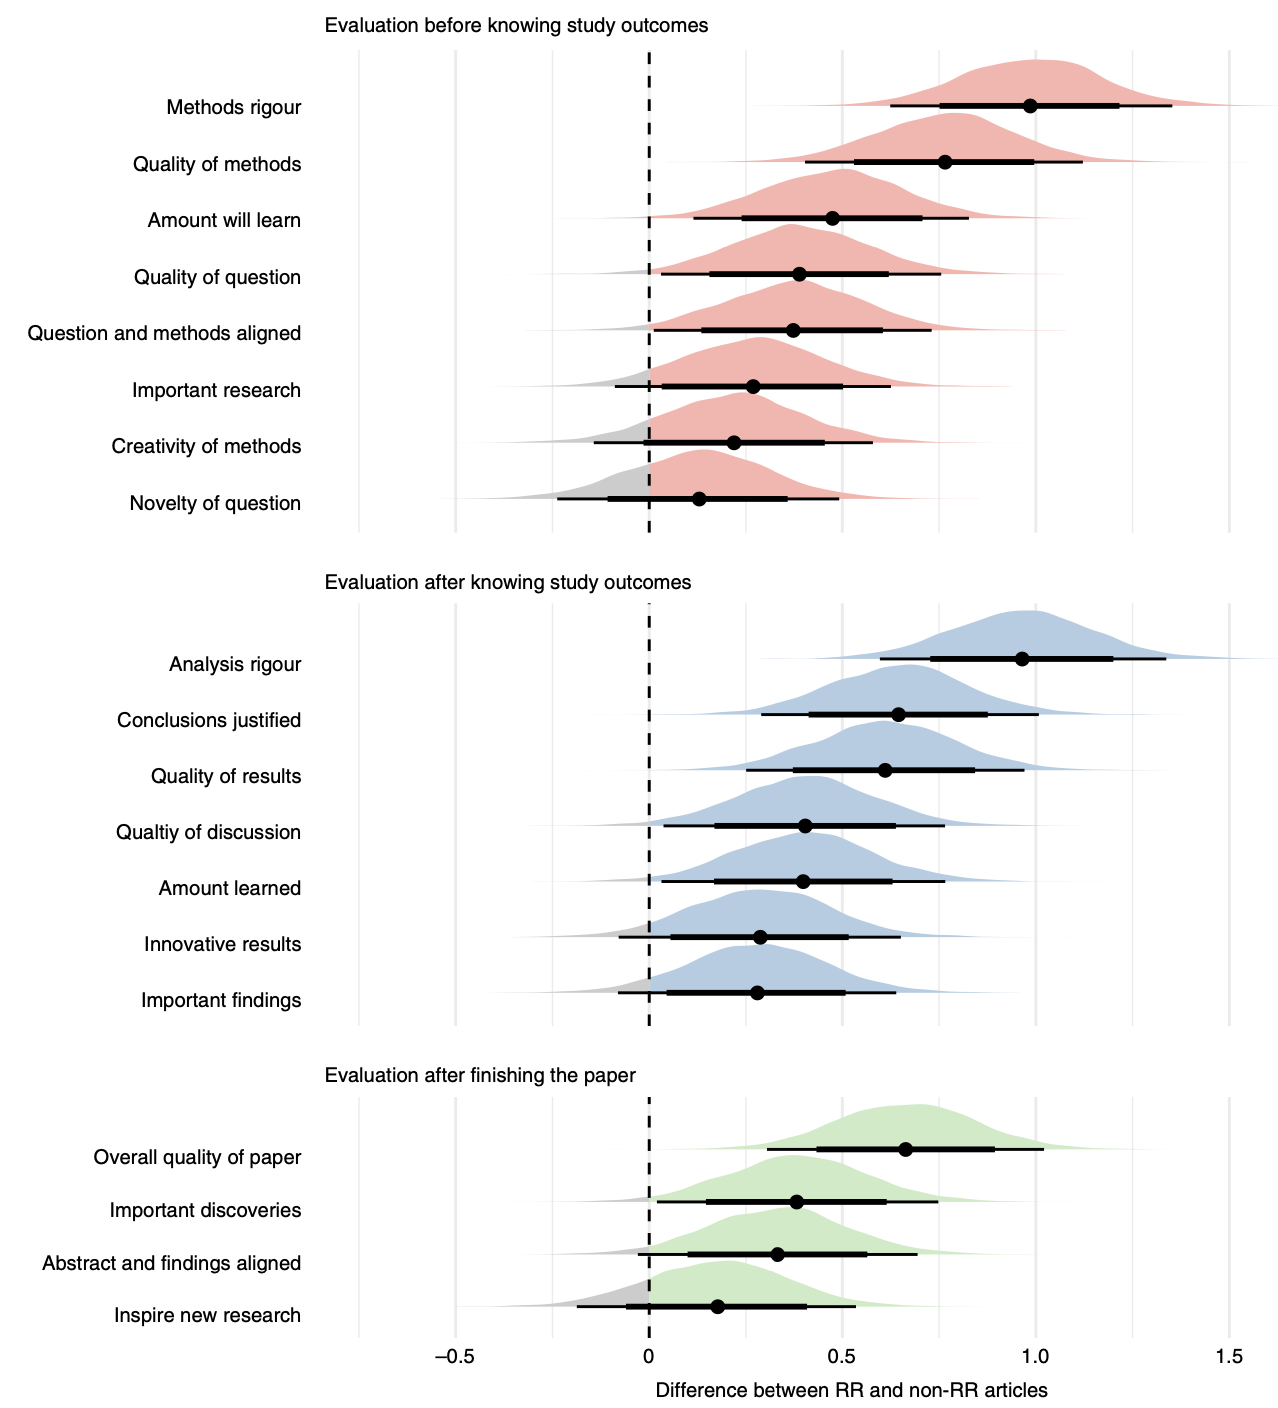 Evaluation before knowing study outcomes
Methods rigour
Quality of methods
Amount will learn
Quality of question
Question and methods aligned
Important research
Creativity of methods
Novelty of question
Evaluation after knowing study outcomes
Analysis rigour
Conclusions justified
Quality of results
Qualtiy of discussion
Amount learned
Innovative results
Important findings
Evaluation after finishing the paper
Overall quality of paper
Important discoveries
Abstract and findings aligned
Inspire new research
–0.5 0 0.5 1.0 1.5
Difference between RR and non-RR articles